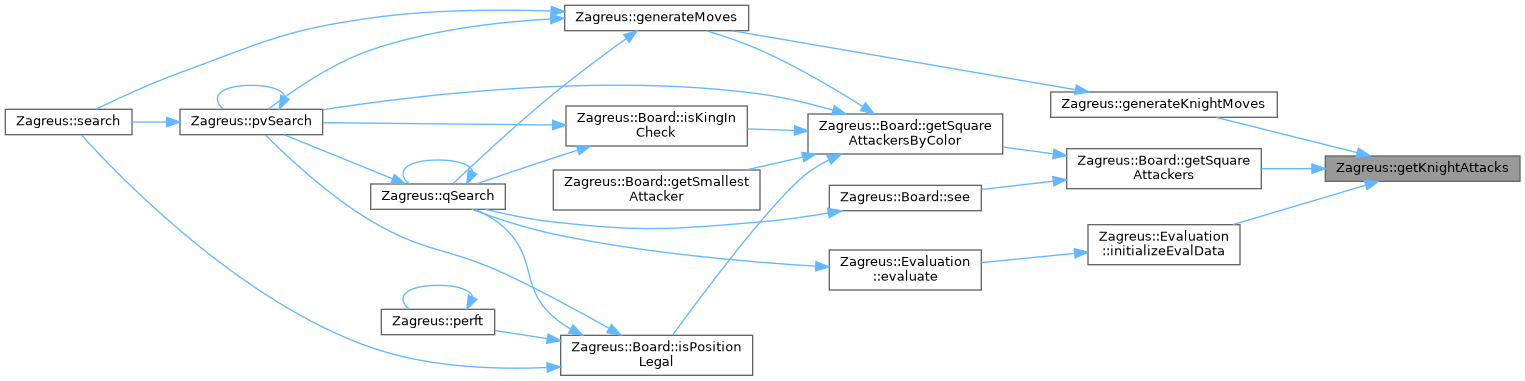 Zagreus::generateMoves
Zagreus::generateKnightMoves
Zagreus::search
Zagreus::pvSearch
Zagreus::Board::isKingIn
Check
Zagreus::Board::getSquare
AttackersByColor
Zagreus::Board::getSquare
Attackers
Zagreus::getKnightAttacks
Zagreus::qSearch
Zagreus::Board::getSmallest
Attacker
Zagreus::Board::see
Zagreus::Evaluation
::initializeEvalData
Zagreus::Evaluation
::evaluate
Zagreus::perft
Zagreus::Board::isPosition
Legal